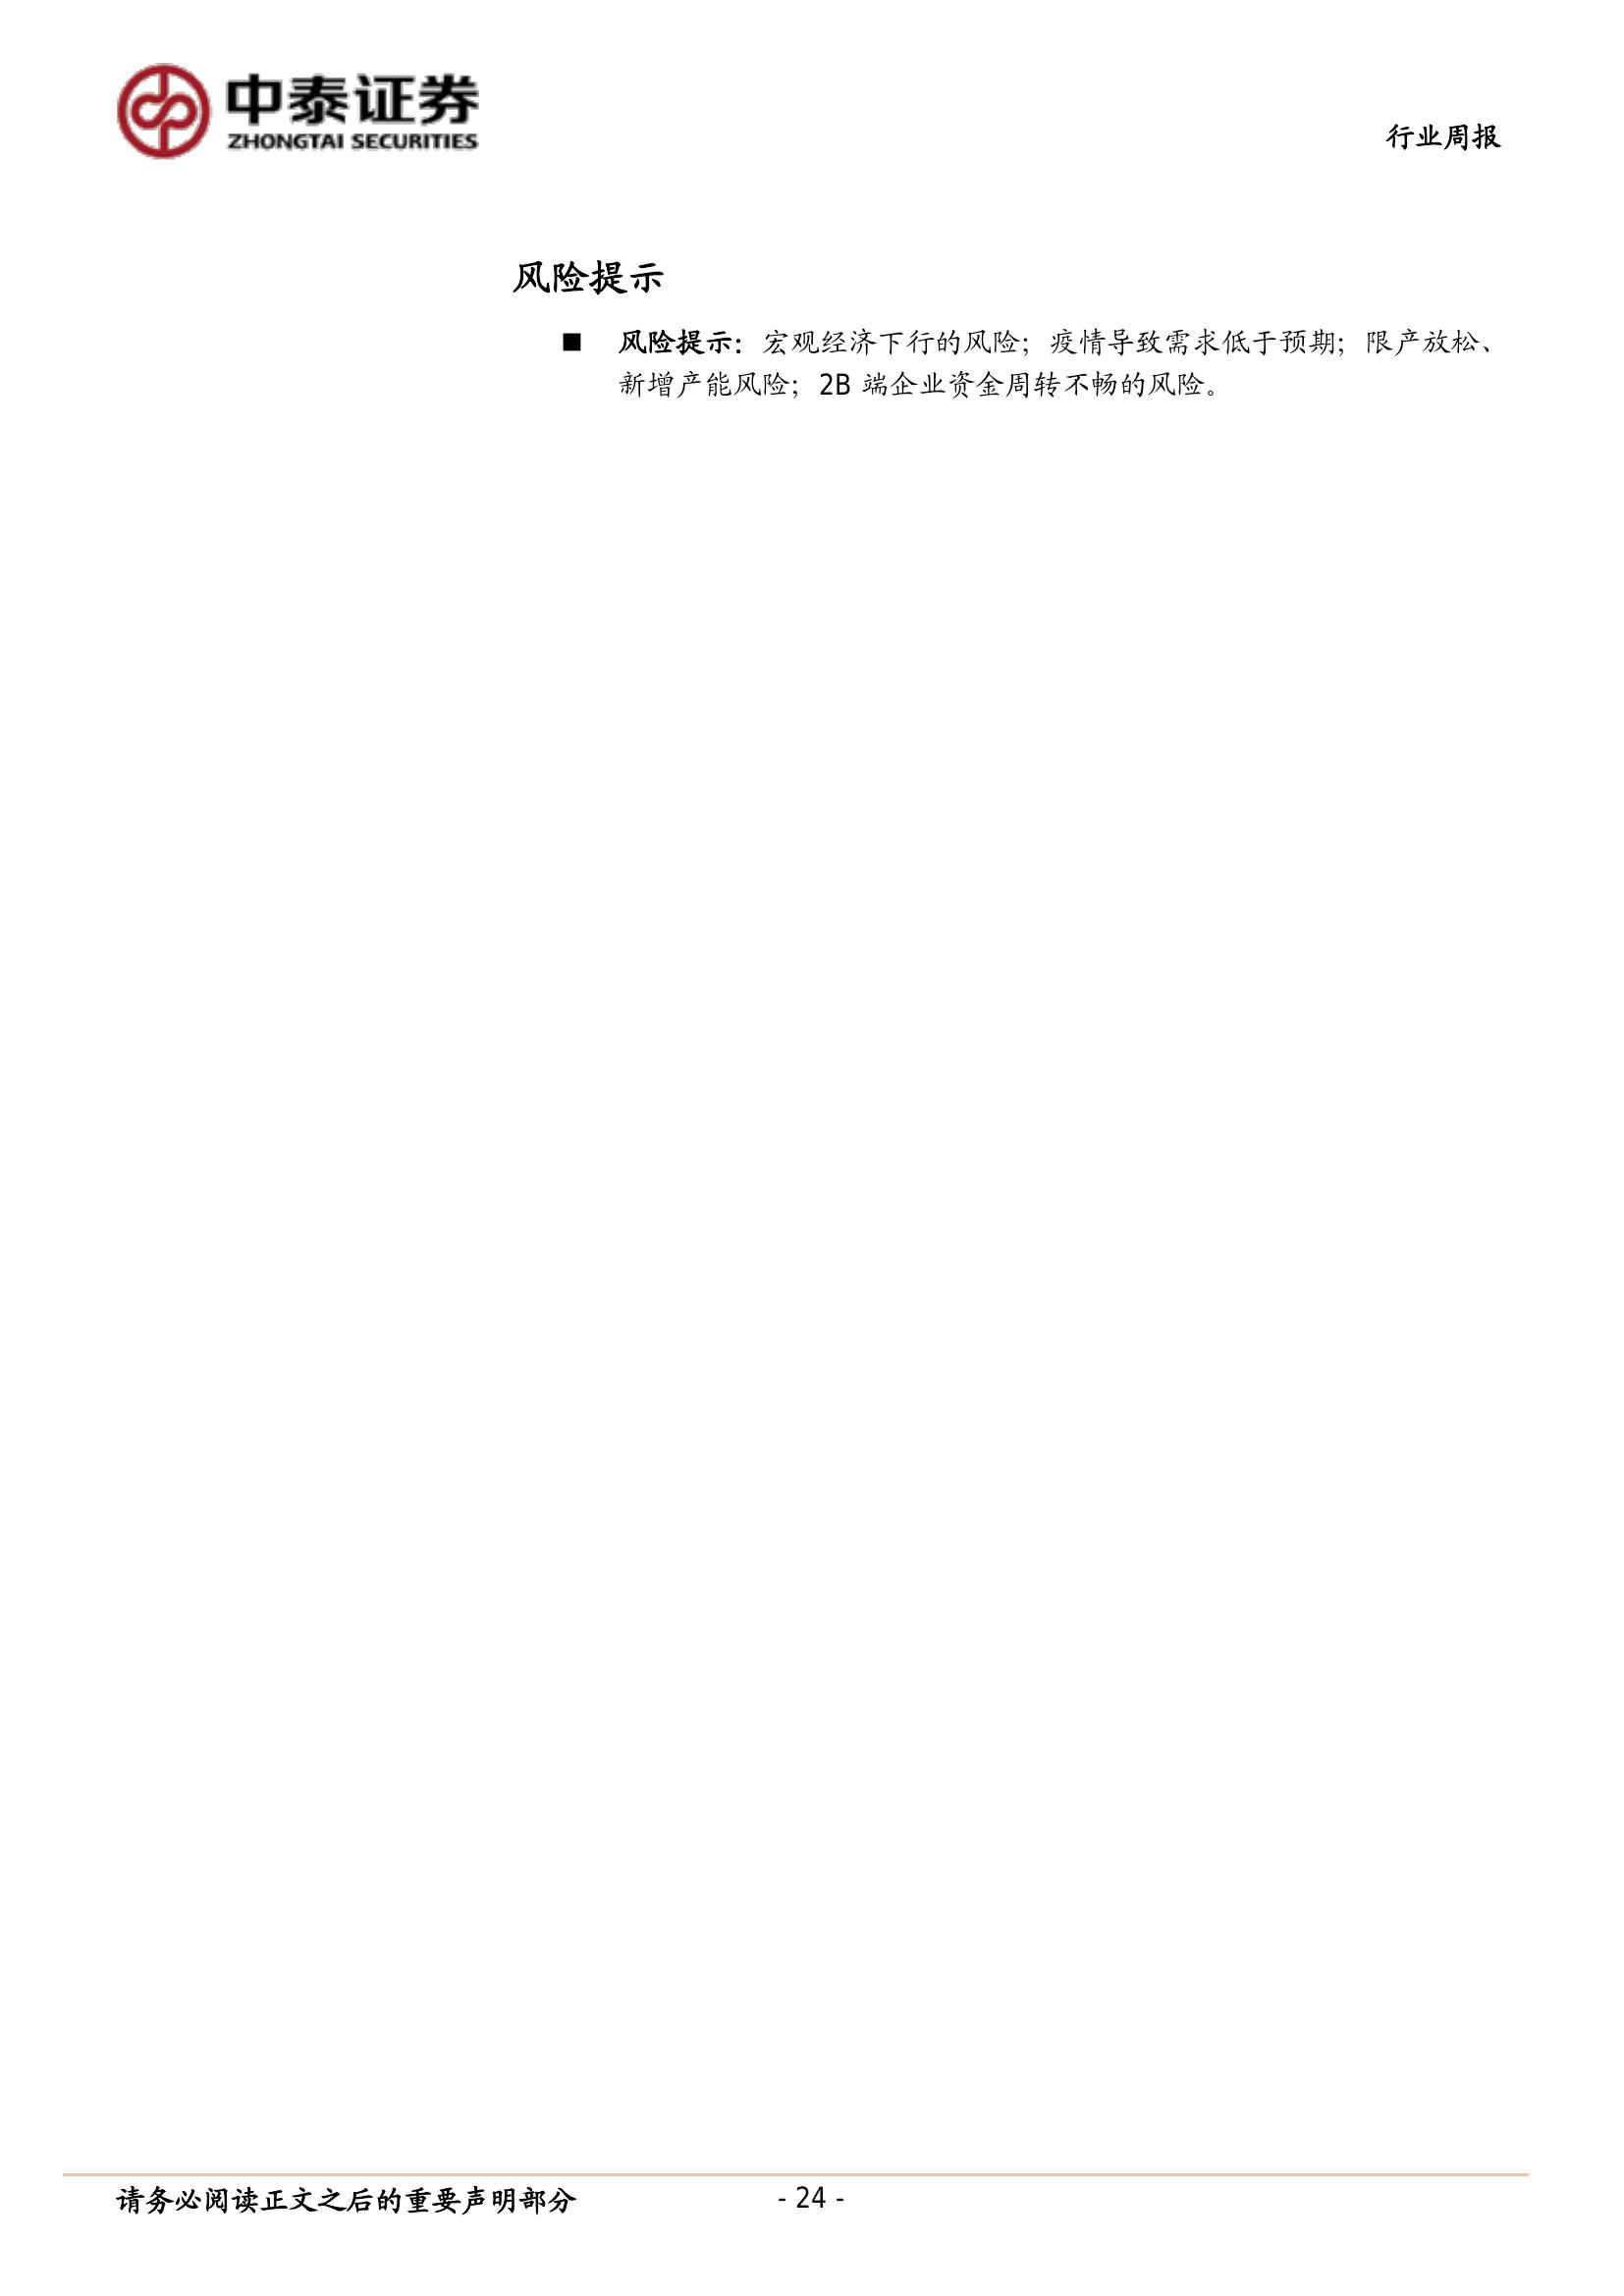 中泰证券
ZHONGTAI SECURITIES
行业周报
风险提示
■ 风险提示：宏观经济下行的风险；疫情导致需求低于预期；限产放松、
新增产能风险；2B 端企业资金周转不畅的风险。
请务必阅读正文之后的重要声明部分
- 24 -